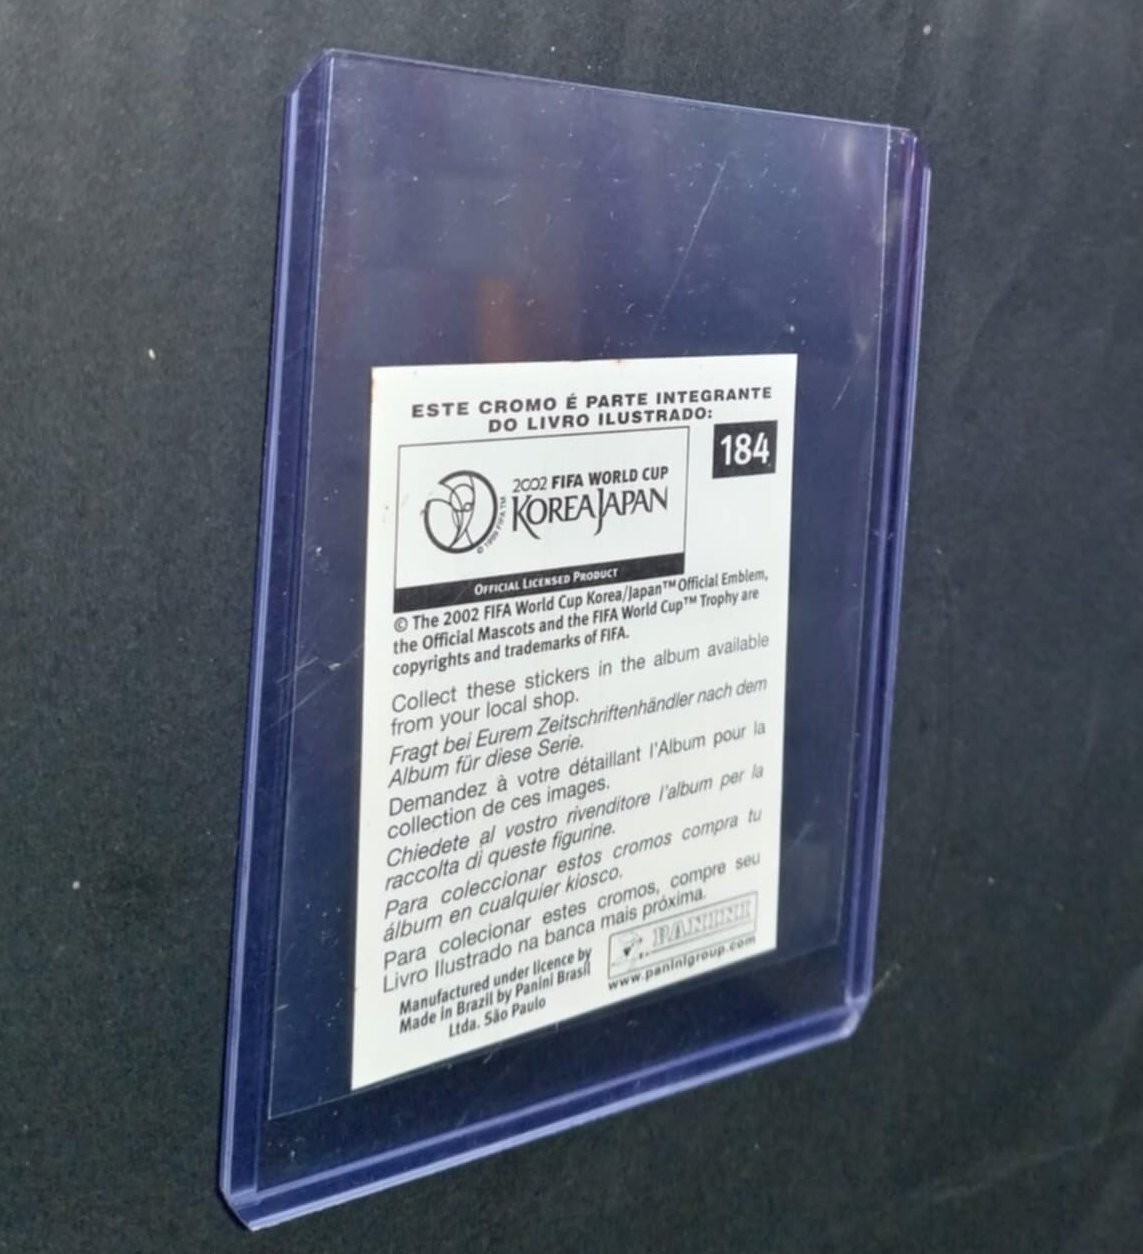 ESTE CROMO É PARTE INTEGRANTE
DO LIVRO ILUSTRADO:
184
2002 FIFA WORLD CUP
KOREA JAPAN
© 1999 FIFA TM
OFFICIAL LICENSED PRODUCT
© The 2002 FIFA World Cup Korea/Japan™ Official Emblem,
the Official Mascots and the FIFA World Cup™ Trophy are
copyrights and trademarks of FIFA.
Collect these stickers in the album available
from your local shop.
Fragt bei Eurem Zeitschriftenhändler nach dem
Album für diese Serie.
Demandez à votre détaillant l'Album pour la
collection de ces images.
Chiedete al vostro rivenditore l'album per la
raccolta di queste figurine.
Para coleccionar estos cromos compra tu
álbum en cualquier kiosco.
Para colecionar estes cromos, compre seu
Livro Ilustrado na banca mais próxima.
Manufactured under licence by
Made in Brazil by Panini Brasil
Ltda. São Paulo
PANINI
www.paninigroup.com